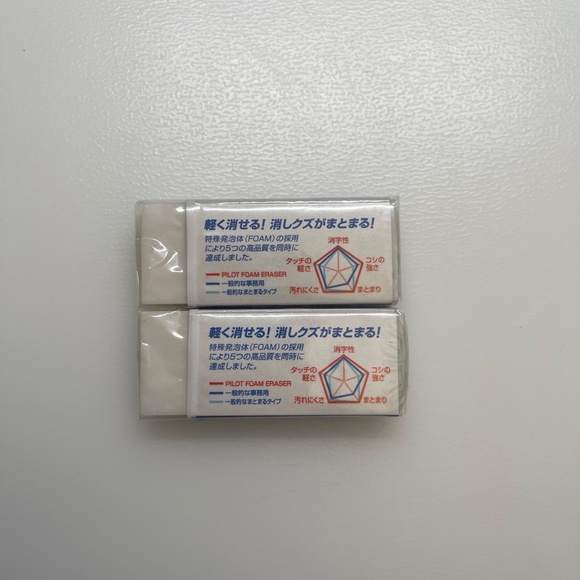 軽く消せる!消しクズがまとまる!
特殊発泡体(FOAM)の採用
により5つの高品質を同時に
達成しました。
消字性
タッチの
軽さ
コシの
強さ
汚れにくさ
まとまり
PILOT FOAM ERASER
一般的な事務用
一般的なまとまるタイプ
軽く消せる!消しクズがまとまる!
特殊発泡体(FOAM)の採用
により5つの高品質を同時に
達成しました。
消字性
タッチの
軽さ
コシの
強さ
汚れにくさ
まとまり
PILOT FOAM ERASER
一般的な事務用
一般的なまとまるタイプ